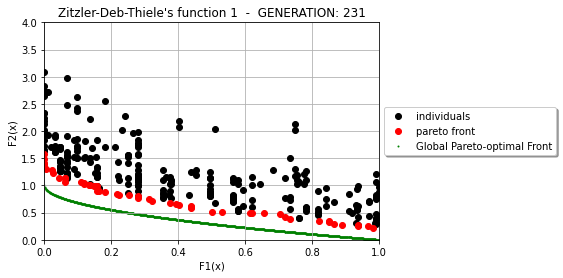 Zitzler-Deb-Thiele's function 1 - GENERATION: 231
4.0
3.5
3.0
2.5
2.0
1.5
1.0
0.5
0.0
F2(x)
0.0 0.2 0.4 0.6 0.8 1.0
F1(x)
individuals
pareto front
Global Pareto-optimal Front